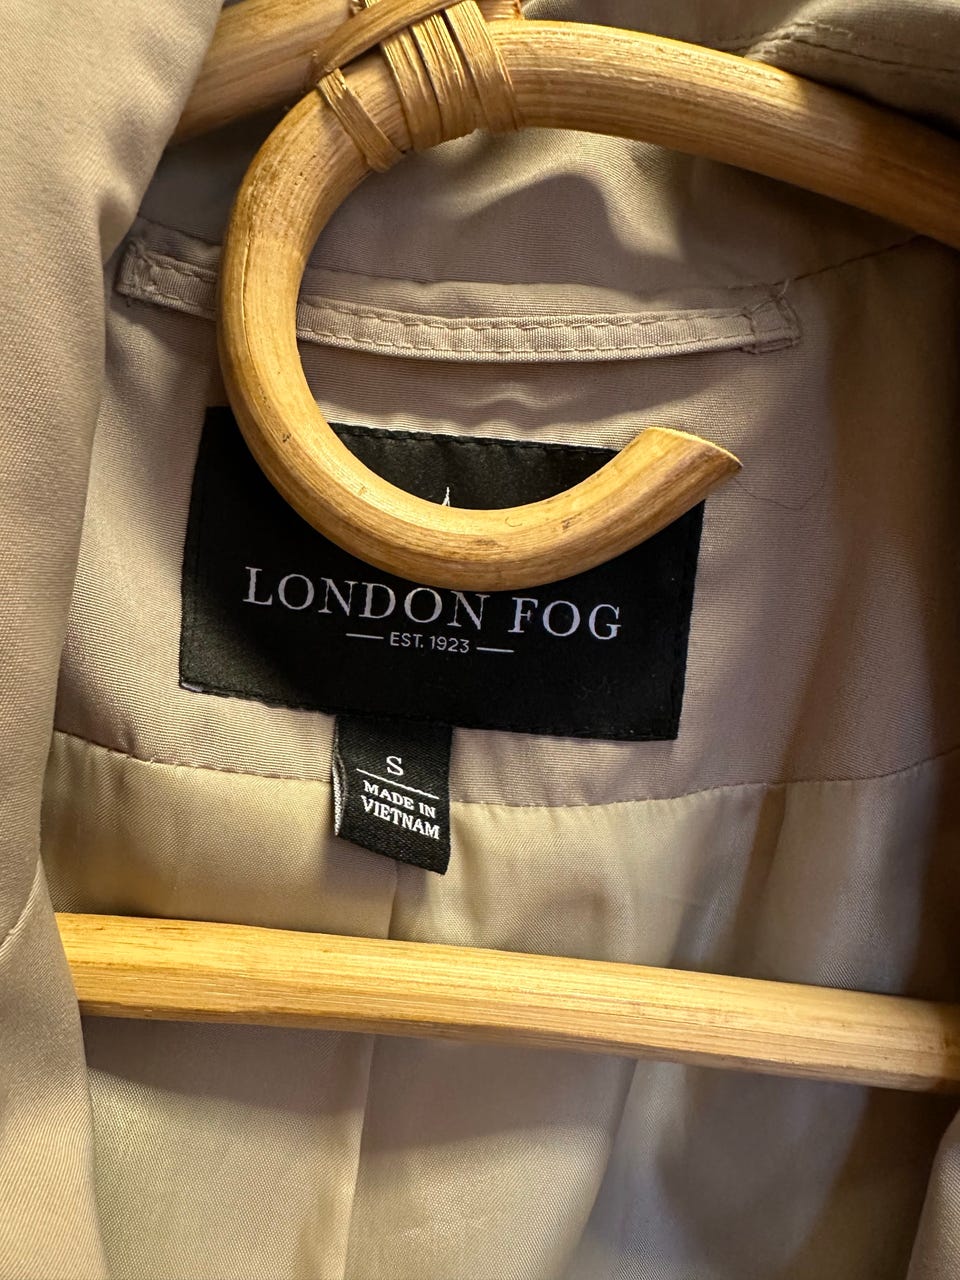 LONDON FOG
EST. 1923
S
MADE IN
VIETNAM